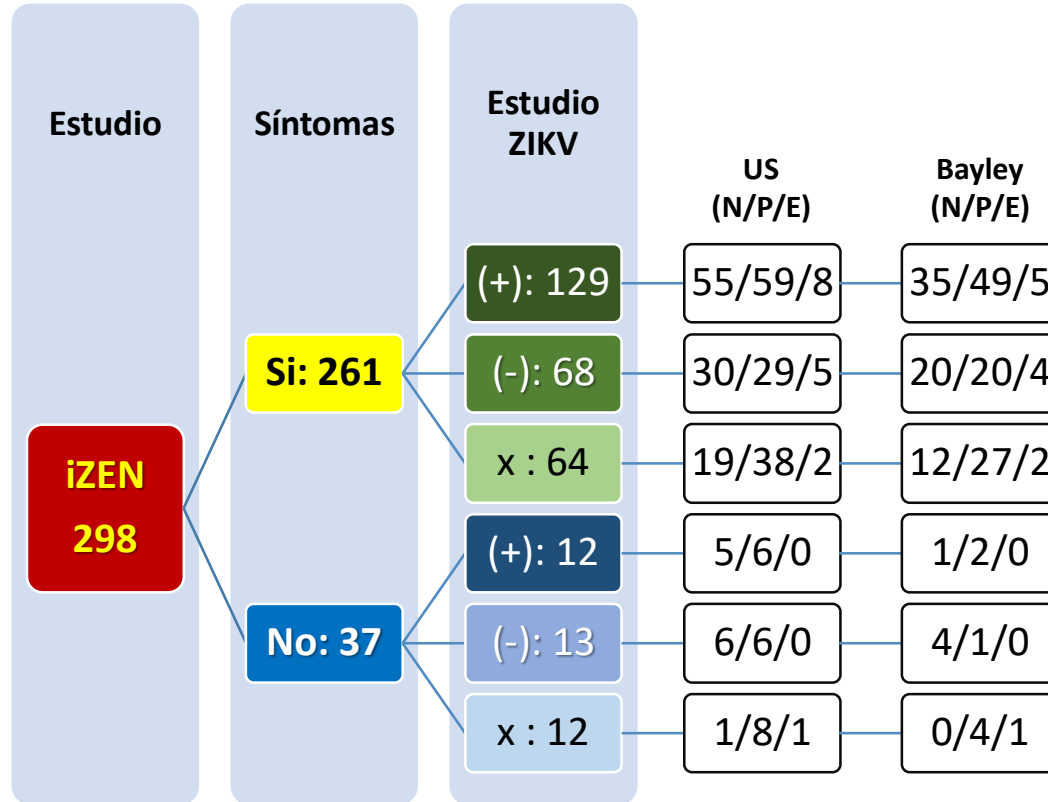 Estudio
Síntomas
Estudio
ZIKV
US
(N/P/E)
Bayley
(N/P/E)
iZEN
298
Si: 261
No: 37
(+): 129
55/59/8
35/49/5
(-): 68
30/29/5
20/20/4
x : 64
19/38/2
12/27/2
(+): 12
5/6/0
1/2/0
(-): 13
6/6/0
4/1/0
x : 12
1/8/1
0/4/1